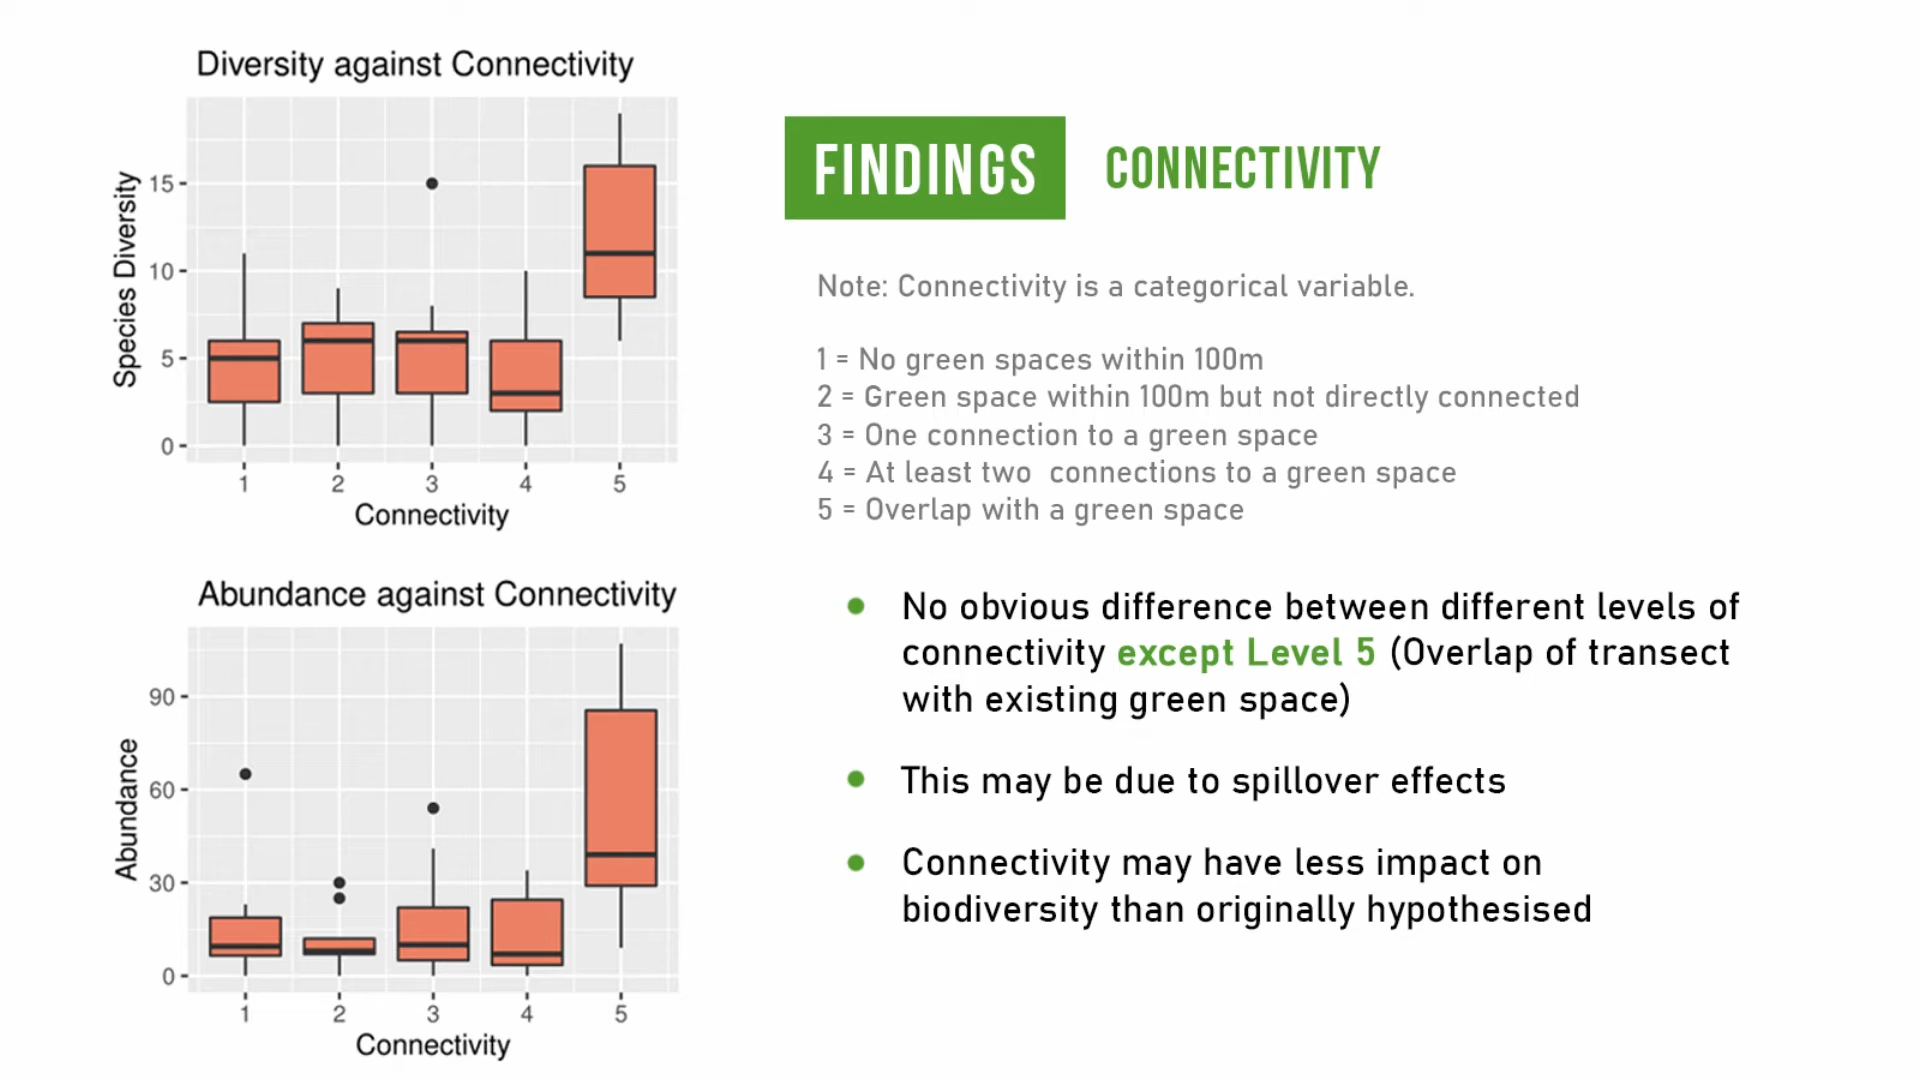 Diversity against Connectivity
Species Diversity
15
10
5
0
1 2 3 4 5
Connectivity
Abundance against Connectivity
Abundance
90
60
30
0
1 2 3 4 5
Connectivity
FINDINGS CONNECTIVITY
Note: Connectivity is a categorical variable.
1 = No green spaces within 100m
2 = Green space within 100m but not directly connected
3 = One connection to a green space
4 = At least two connections to a green space
5 = Overlap with a green space
No obvious difference between different levels of
connectivity except Level 5 (Overlap of transect
with existing green space)
This may be due to spillover effects
Connectivity may have less impact on
biodiversity than originally hypothesised